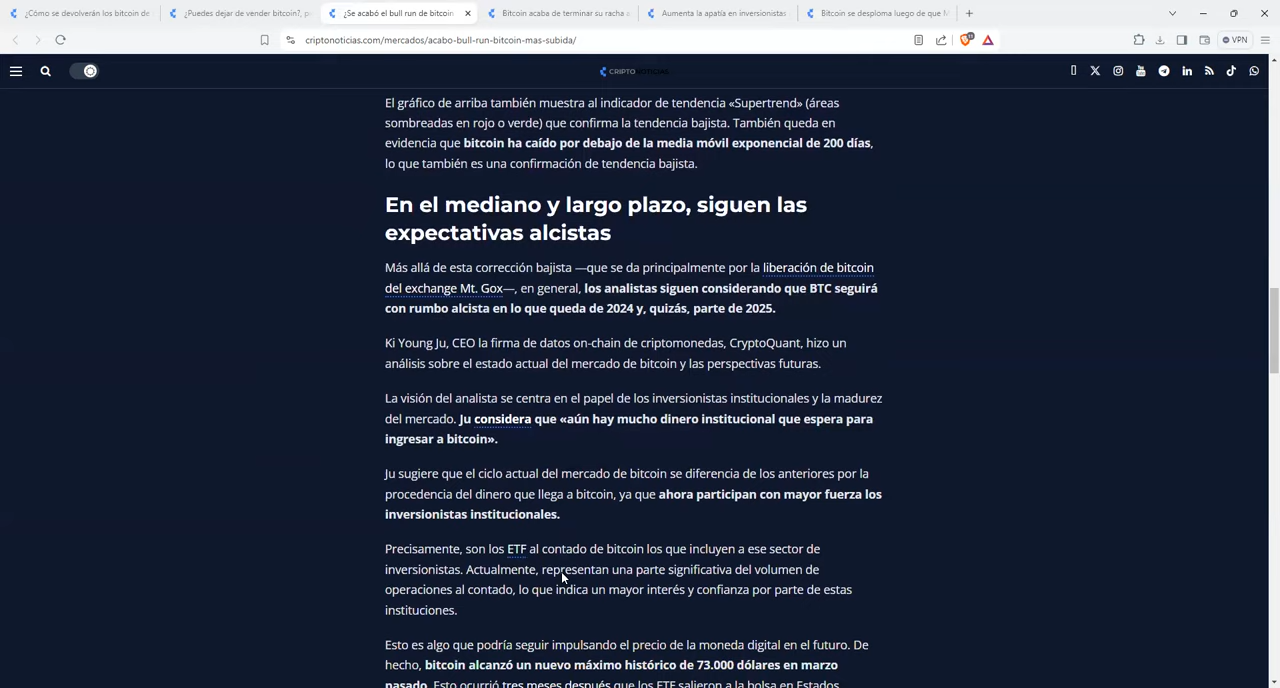 ¿Cómo se devolverán los bitcoin de
¿Puedes dejar de vender bitcoin?, p
¿Se acabó el bull run de bitcoin
Bitcoin acaba de terminar su racha
Aumenta la apatía en inversionistas
Bitcoin se desploma luego de que
criptonoticias.com/mercados/acabo-bull-run-bitcoin-mas-subida/
VPN
CRIPTONOTICIAS
El gráfico de arriba también muestra al indicador de tendencia «Supertrend» (áreas
sombreadas en rojo o verde) que confirma la tendencia bajista. También queda en
evidencia que bitcoin ha caído por debajo de la media móvil exponencial de 200 días,
lo que también es una confirmación de tendencia bajista.
En el mediano y largo plazo, siguen las
expectativas alcistas
Más allá de esta corrección bajista —que se da principalmente por la liberación de bitcoin
del exchange Mt. Gox—, en general, los analistas siguen considerando que BTC seguirá
con rumbo alcista en lo que queda de 2024 y, quizás, parte de 2025.
Ki Young Ju, CEO la firma de datos on-chain de criptomonedas, CryptoQuant, hizo un
análisis sobre el estado actual del mercado de bitcoin y las perspectivas futuras.
La visión del analista se centra en el papel de los inversionistas institucionales y la madurez
del mercado. Ju considera que «aún hay mucho dinero institucional que espera para
ingresar a bitcoin».
Ju sugiere que el ciclo actual del mercado de bitcoin se diferencia de los anteriores por la
procedencia del dinero que llega a bitcoin, ya que ahora participan con mayor fuerza los
inversionistas institucionales.
Precisamente, son los ETF al contado de bitcoin los que incluyen a ese sector de
inversionistas. Actualmente, representan una parte significativa del volumen de
operaciones al contado, lo que indica un mayor interés y confianza por parte de estas
instituciones.
Esto es algo que podría seguir impulsando el precio de la moneda digital en el futuro. De
hecho, bitcoin alcanzó un nuevo máximo histórico de 73.000 dólares en marzo
pasado. Esto ocurrió tres meses después que los ETF salieron a la bolsa en Estados